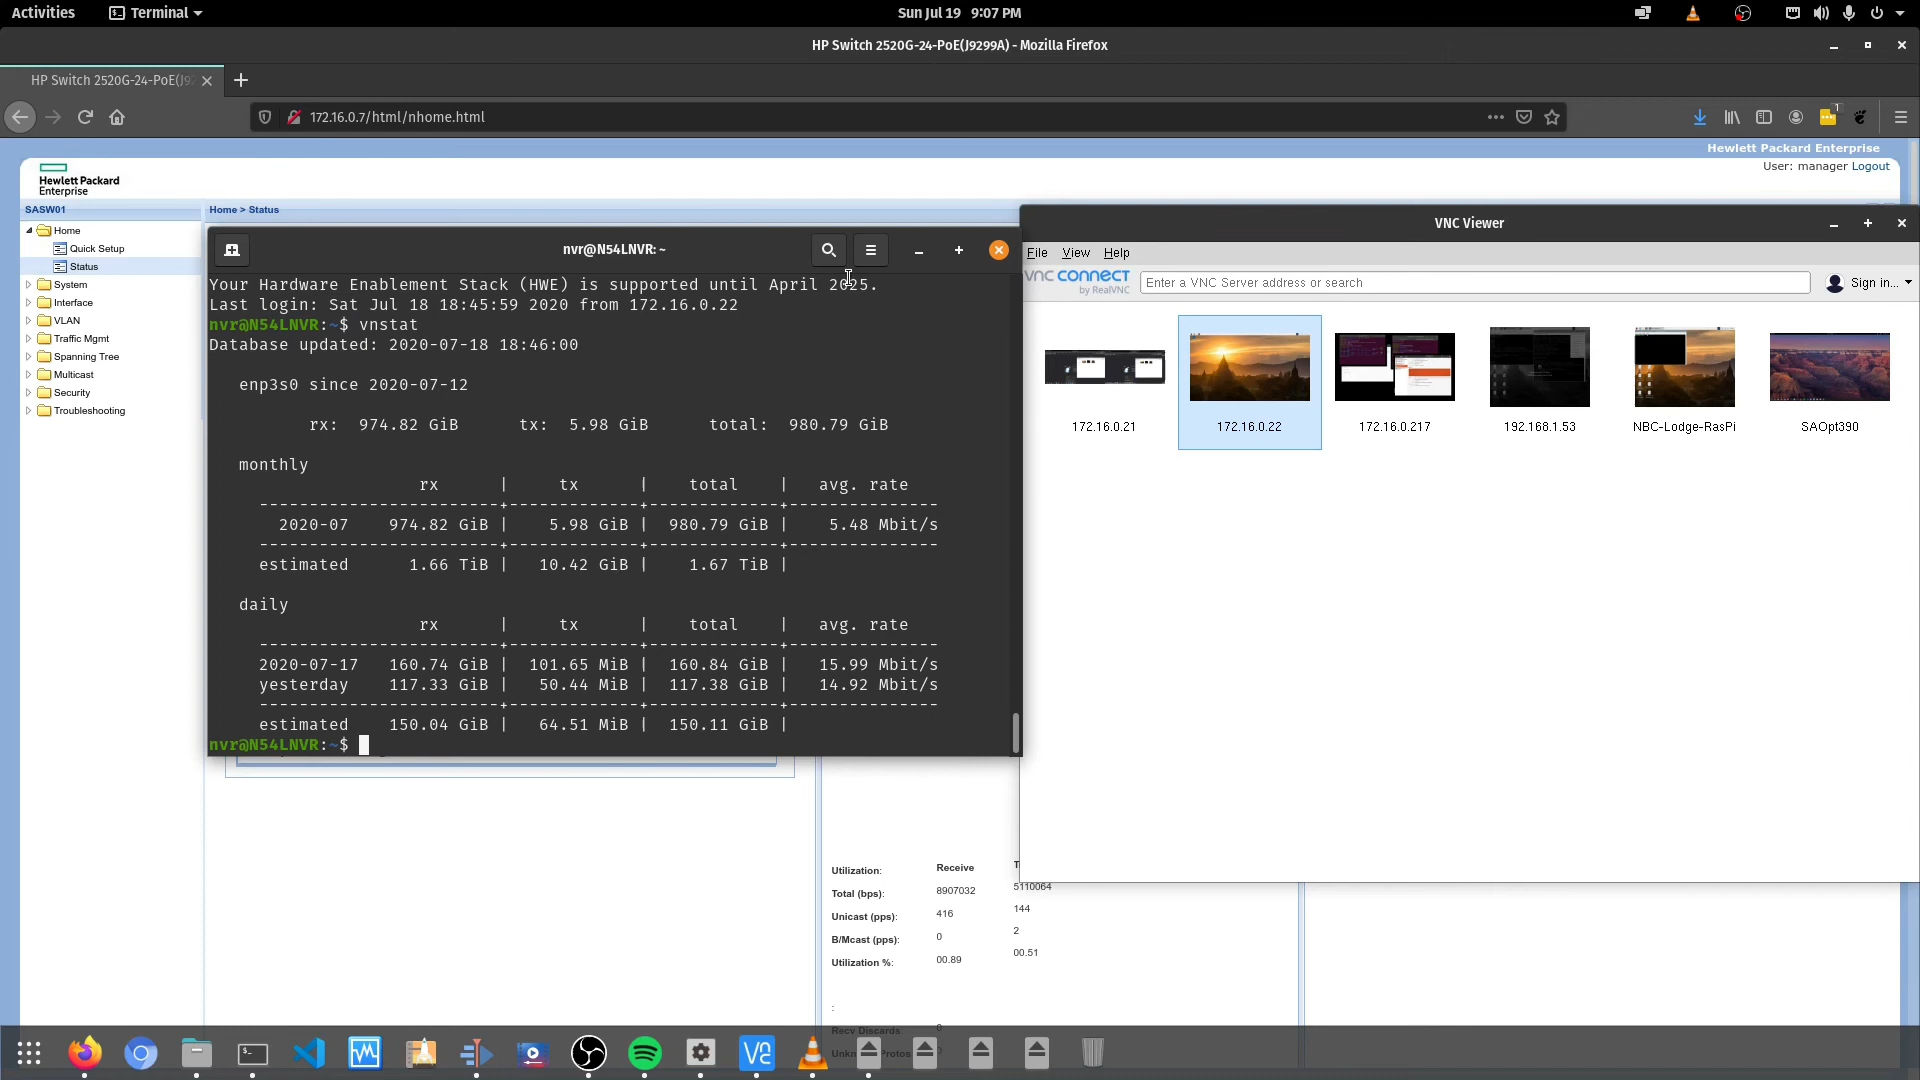 Activities
Terminal
Sun Jul 19 9:07 PM
HP Switch 2520G-24-PoE(J9299A) - Mozilla Firefox
HP Switch 2520G-24-PoE(J9
172.16.0.7/html/nhome.html
1
Hewlett Packard Enterprise
User: manager Logout
Hewlett Packard
Enterprise
SASW01
Home > Status
Home
Quick Setup
Status
System
Interface
VLAN
Traffic Mgmt
Spanning Tree
Multicast
Security
Troubleshooting
nvr@N54LNVR: ~
Your Hardware Enablement Stack (HWE) is supported until April 2025.
Last login: Sat Jul 18 18:45:59 2020 from 172.16.0.22
nvr@N54LNVR:~$ vnstat
Database updated: 2020-07-18 18:46:00
enp3s0 since 2020-07-12
rx: 974.82 GiB tx: 5.98 GiB total: 980.79 GiB
monthly
rx | tx | total | avg. rate
------------------------+-------------+-------------+---------------
2020-07 974.82 GiB | 5.98 GiB | 980.79 GiB | 5.48 Mbit/s
------------------------+-------------+-------------+---------------
estimated 1.66 TiB | 10.42 GiB | 1.67 TiB |
daily
rx | tx | total | avg. rate
------------------------+-------------+-------------+---------------
2020-07-17 160.74 GiB | 101.65 MiB | 160.84 GiB | 15.99 Mbit/s
yesterday 117.33 GiB | 50.44 MiB | 117.38 GiB | 14.92 Mbit/s
------------------------+-------------+-------------+---------------
estimated 150.04 GiB | 64.51 MiB | 150.11 GiB |
nvr@N54LNVR:~$
VNC Viewer
File View Help
vnc connect
by RealVNC
Enter a VNC Server address or search
Sign in...
172.16.0.21
172.16.0.22
172.16.0.217
192.168.1.53
NBC-Lodge-RasPi
SAOpt390
Utilization: Receive T
Total (bps): 8907032 5110064
Unicast (pps): 416 144
B/Mcast (pps): 0 2
Utilization %: 00.89 00.51
:
Recv Discards: 0